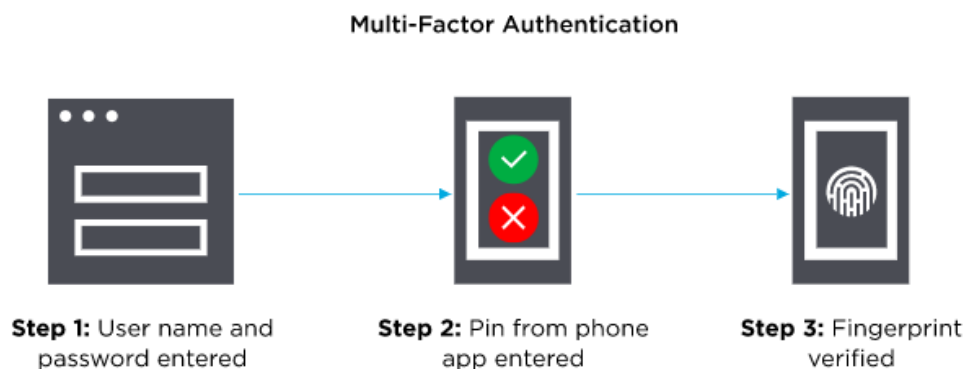 Multi-Factor Authentication
Step 1: User name and
password entered
Step 2: Pin from phone
app entered
Step 3: Fingerprint
verified